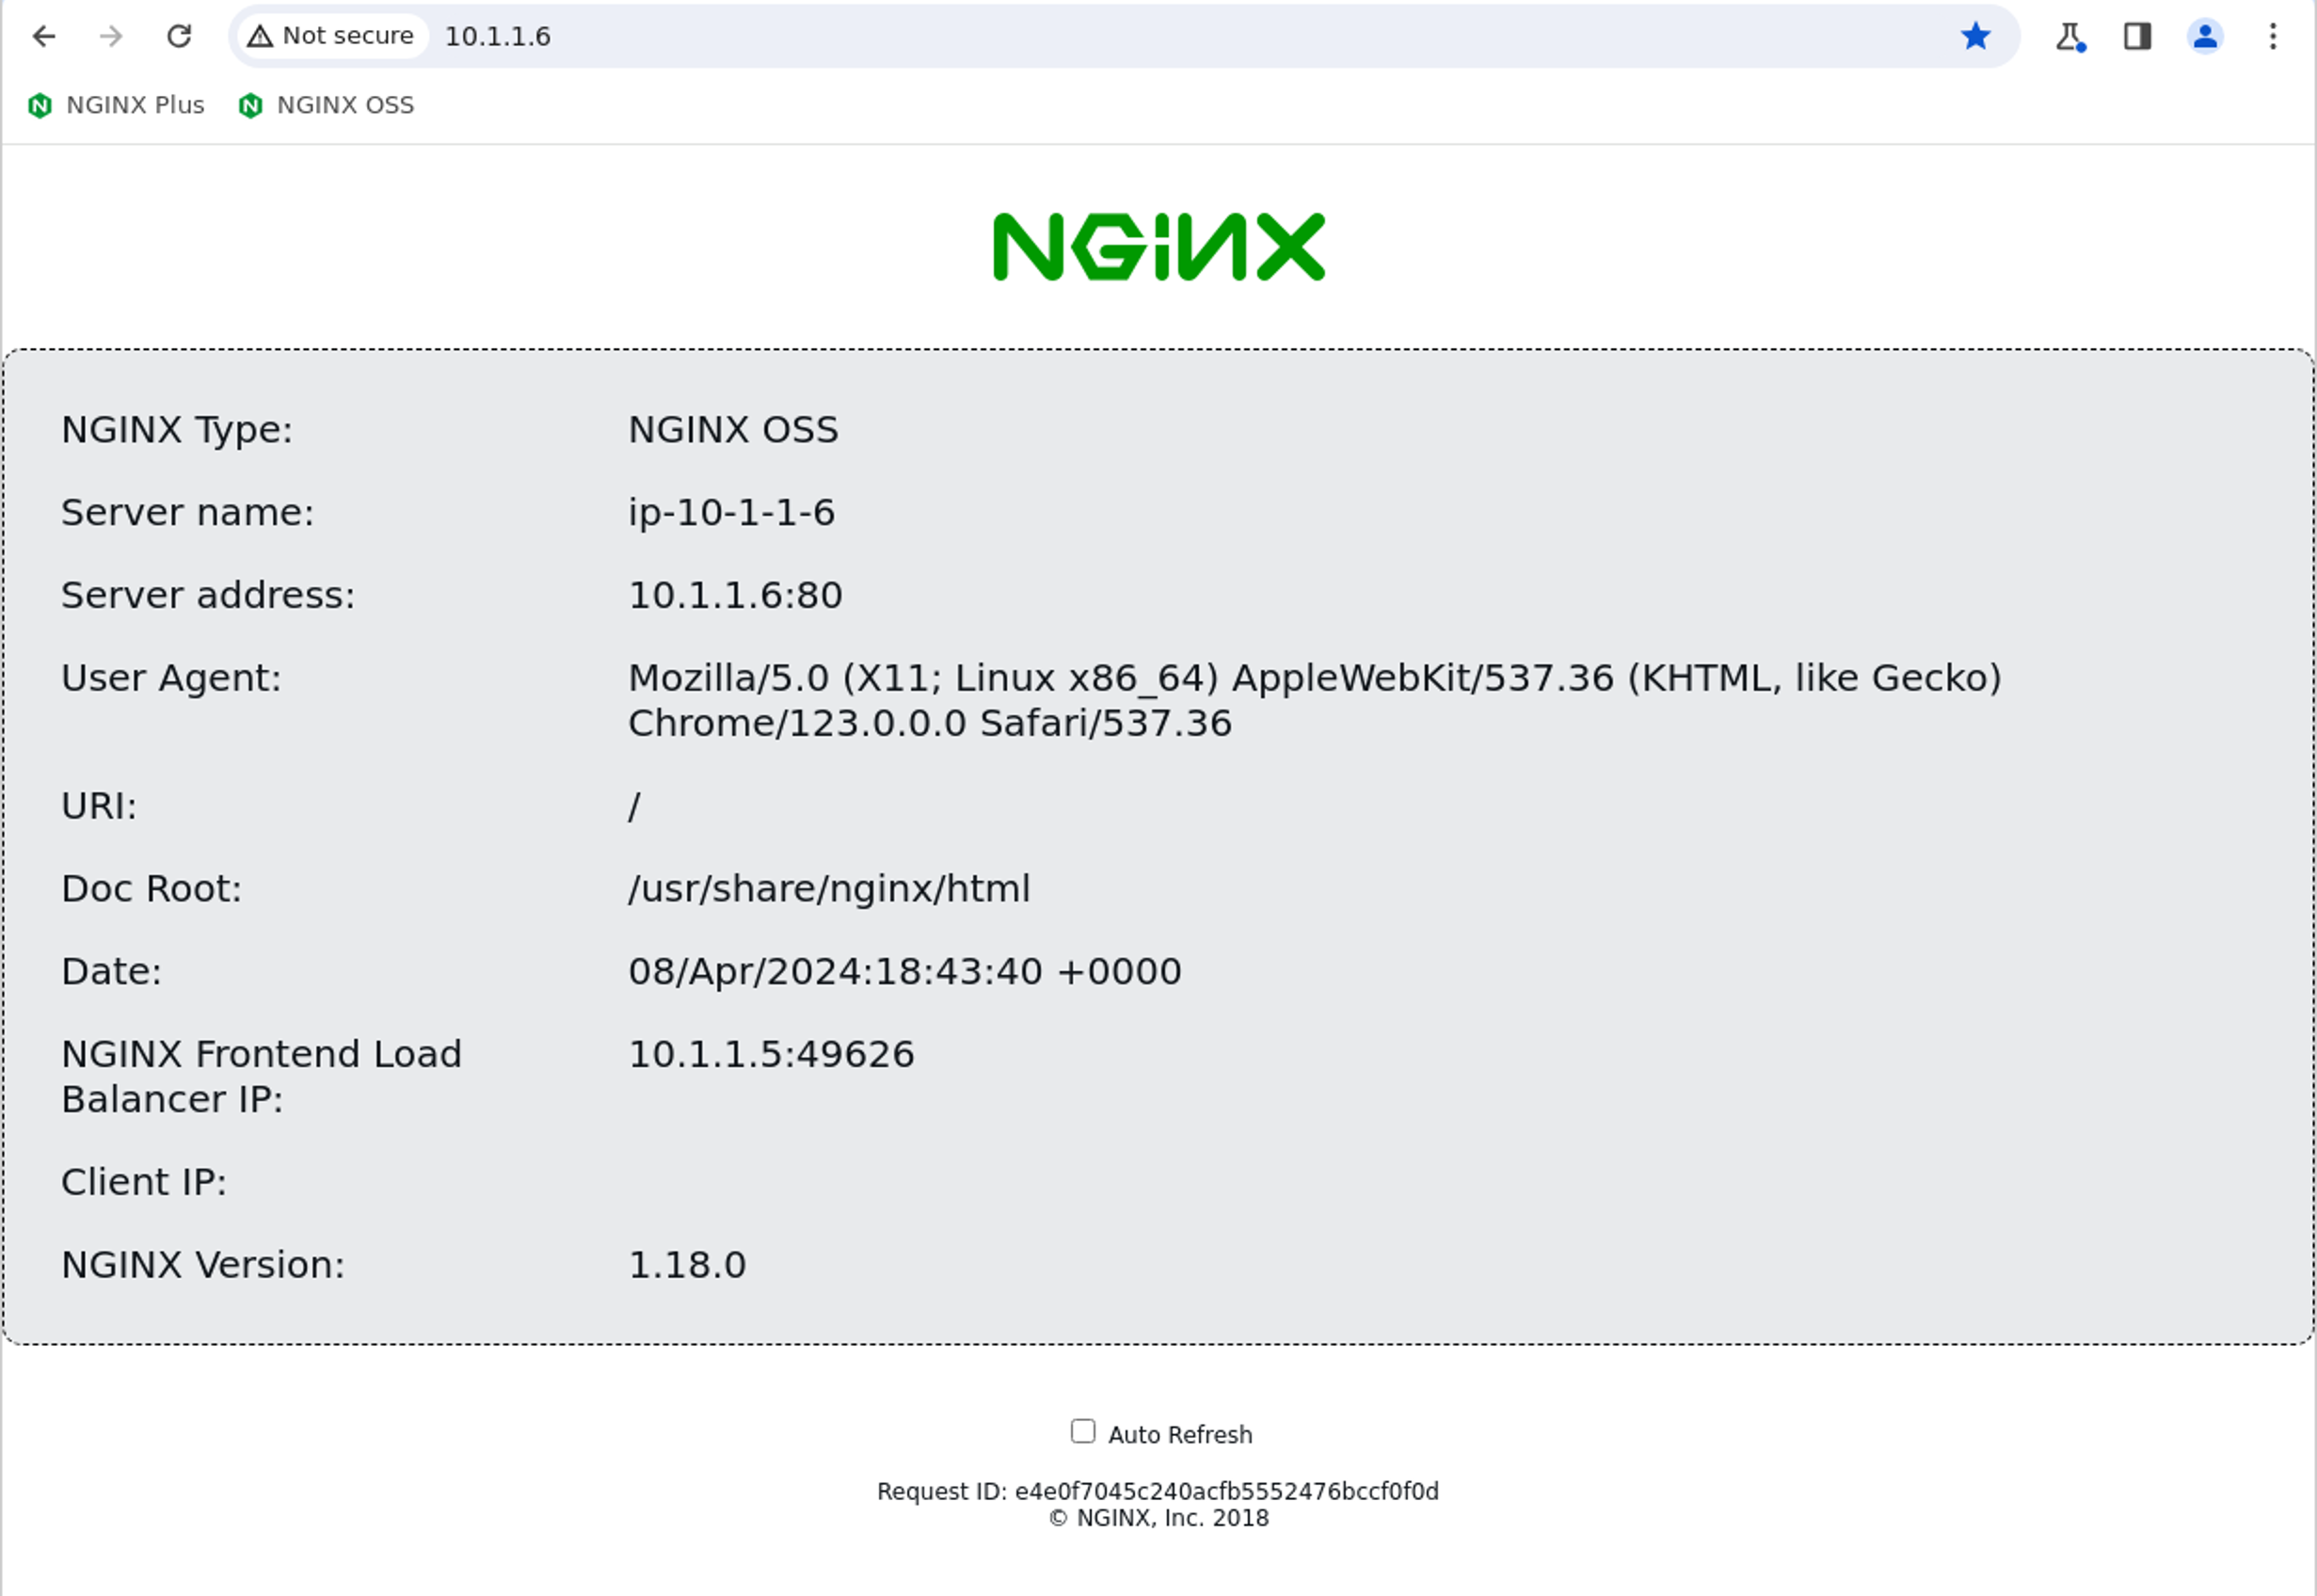 Not secure 10.1.1.6
NGINX Plus NGINX OSS
NGiNX
NGINX Type: NGINX OSS
Server name: ip-10-1-1-6
Server address: 10.1.1.6:80
User Agent: Mozilla/5.0 (X11; Linux x86_64) AppleWebKit/537.36 (KHTML, like Gecko)
Chrome/123.0.0.0 Safari/537.36
URI: /
Doc Root: /usr/share/nginx/html
Date: 08/Apr/2024:18:43:40 +0000
NGINX Frontend Load 10.1.1.5:49626
Balancer IP:
Client IP:
NGINX Version: 1.18.0
Auto Refresh
Request ID: e4e0f7045c240acfb5552476bccf0f0d
© NGINX, Inc. 2018